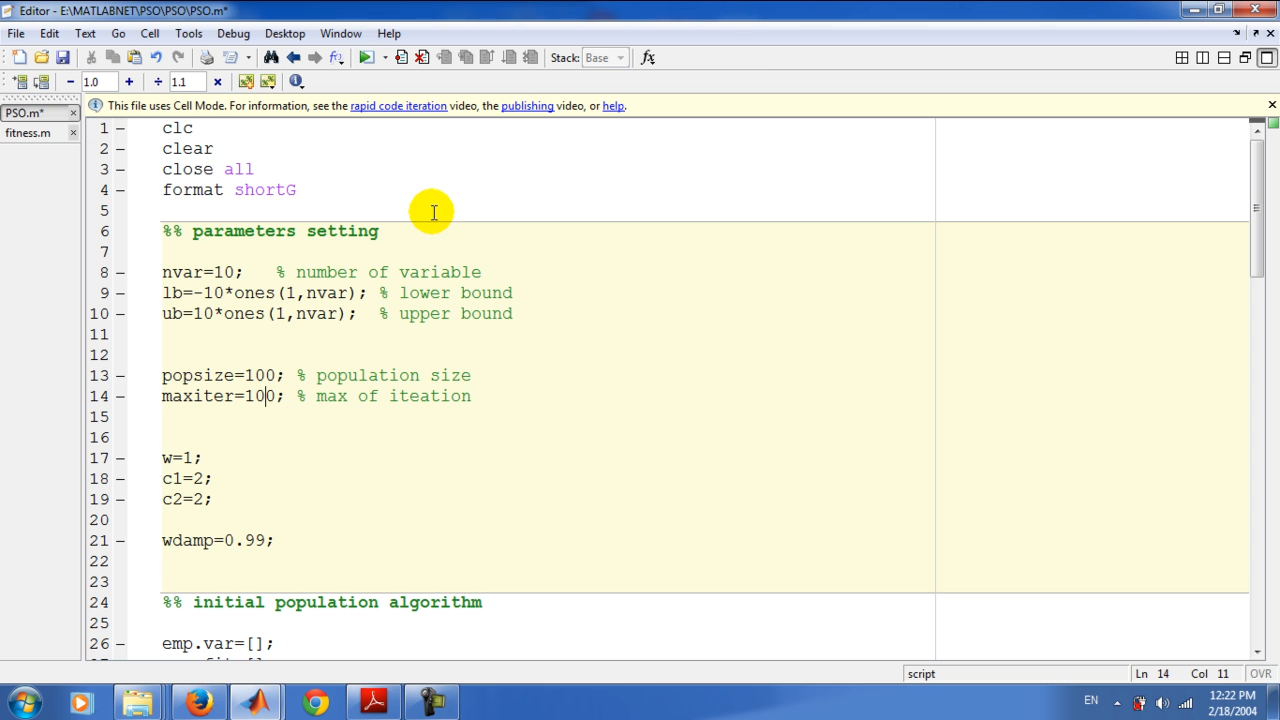 Editor - E:\MATLABNET\PSO\PSO\PSO.m*
File Edit Text Go Cell Tools Debug Desktop Window Help
Stack: Base fx
1.0 1.1
PSO.m*
fitness.m
This file uses Cell Mode. For information, see the rapid code iteration video, the publishing video, or help.
1 clc
2 clear
3 close all
4 format shortG
5
6 %% parameters setting
7
8 nvar=10; % number of variable
9 lb=-10*ones(1,nvar); % lower bound
10 ub=10*ones(1,nvar); % upper bound
11
12
13 popsize=100; % population size
14 maxiter=100; % max of iteation
15
16
17 w=1;
18 c1=2;
19 c2=2;
20
21 wdamp=0.99;
22
23
24 %% initial population algorithm
25
26 emp.var=[];
script Ln 14 Col 11 OVR
EN 12:22 PM
2/18/2004